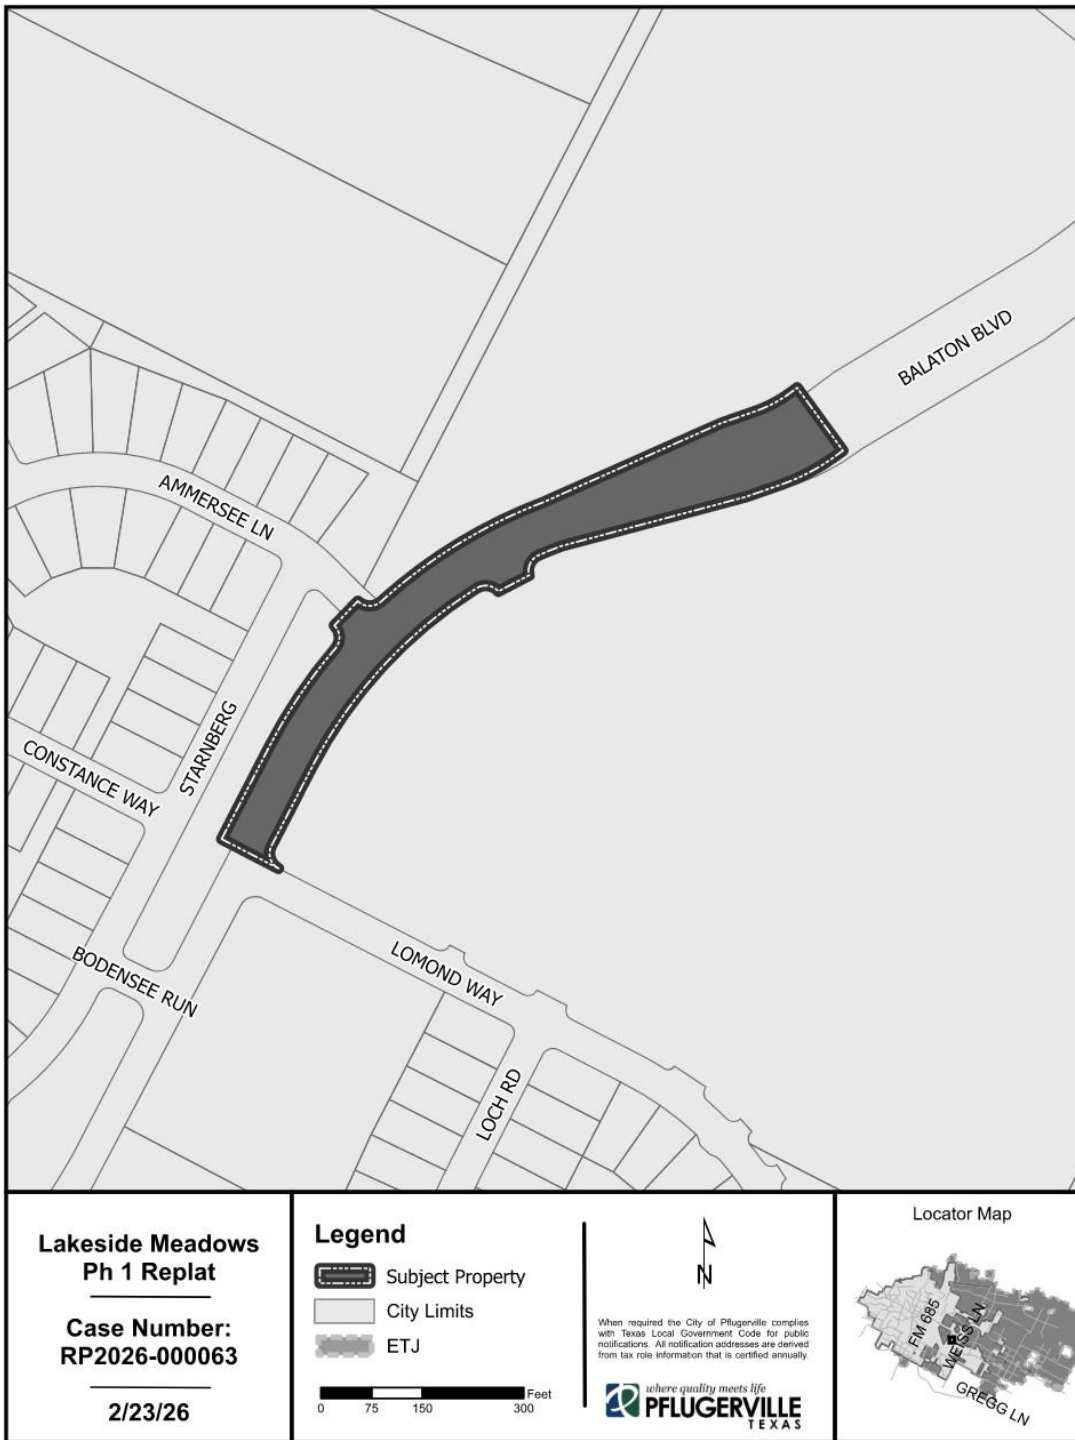 BALATON BLVD
AMMERSEE LN
STARNBERG
CONSTANCE WAY
BODENSEE RUN
LOMOND WAY
LOCH RD
Lakeside Meadows
Ph 1 Replat
Case Number:
RP2026-000063
2/23/26
Legend
Subject Property
City Limits
ETJ
Feet
0 75 150 300
N
When required the City of Pflugerville complies
with Texas Local Government Code for public
notifications. All notification addresses are derived
from tax role information that is certified annually.
where quality meets life
PFLUGERVILLE
TEXAS
Locator Map
FM 685
WEISS LN
GREGG LN